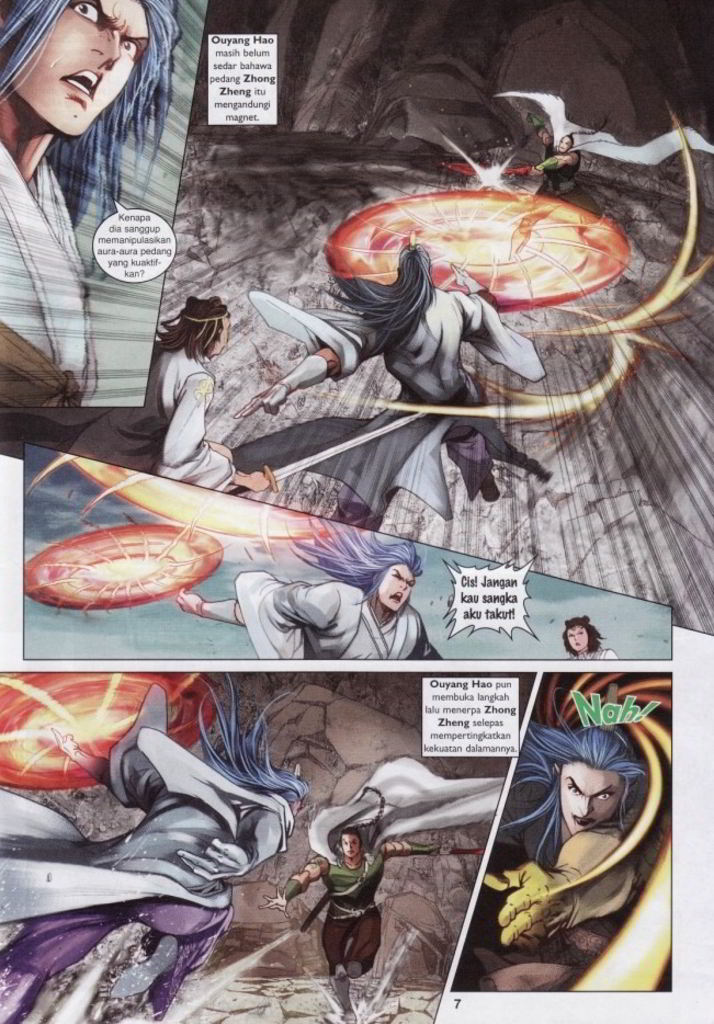 Ouyang Hao
masih belum
sedar bahawa
pedang Zhong
Zheng itu
mengandungi
magnet.
Kenapa
dia sanggup
memanipulasikan
aura-aura pedang
yang kuaktif-
kan?
Cis! Jangan
kau sangka
aku takut!
Ouyang Hao pun
membuka langkah
lalu menerpa Zhong
Zheng selepas
mempertingkatkan
kekuatan dalamannya.
Nah!
7